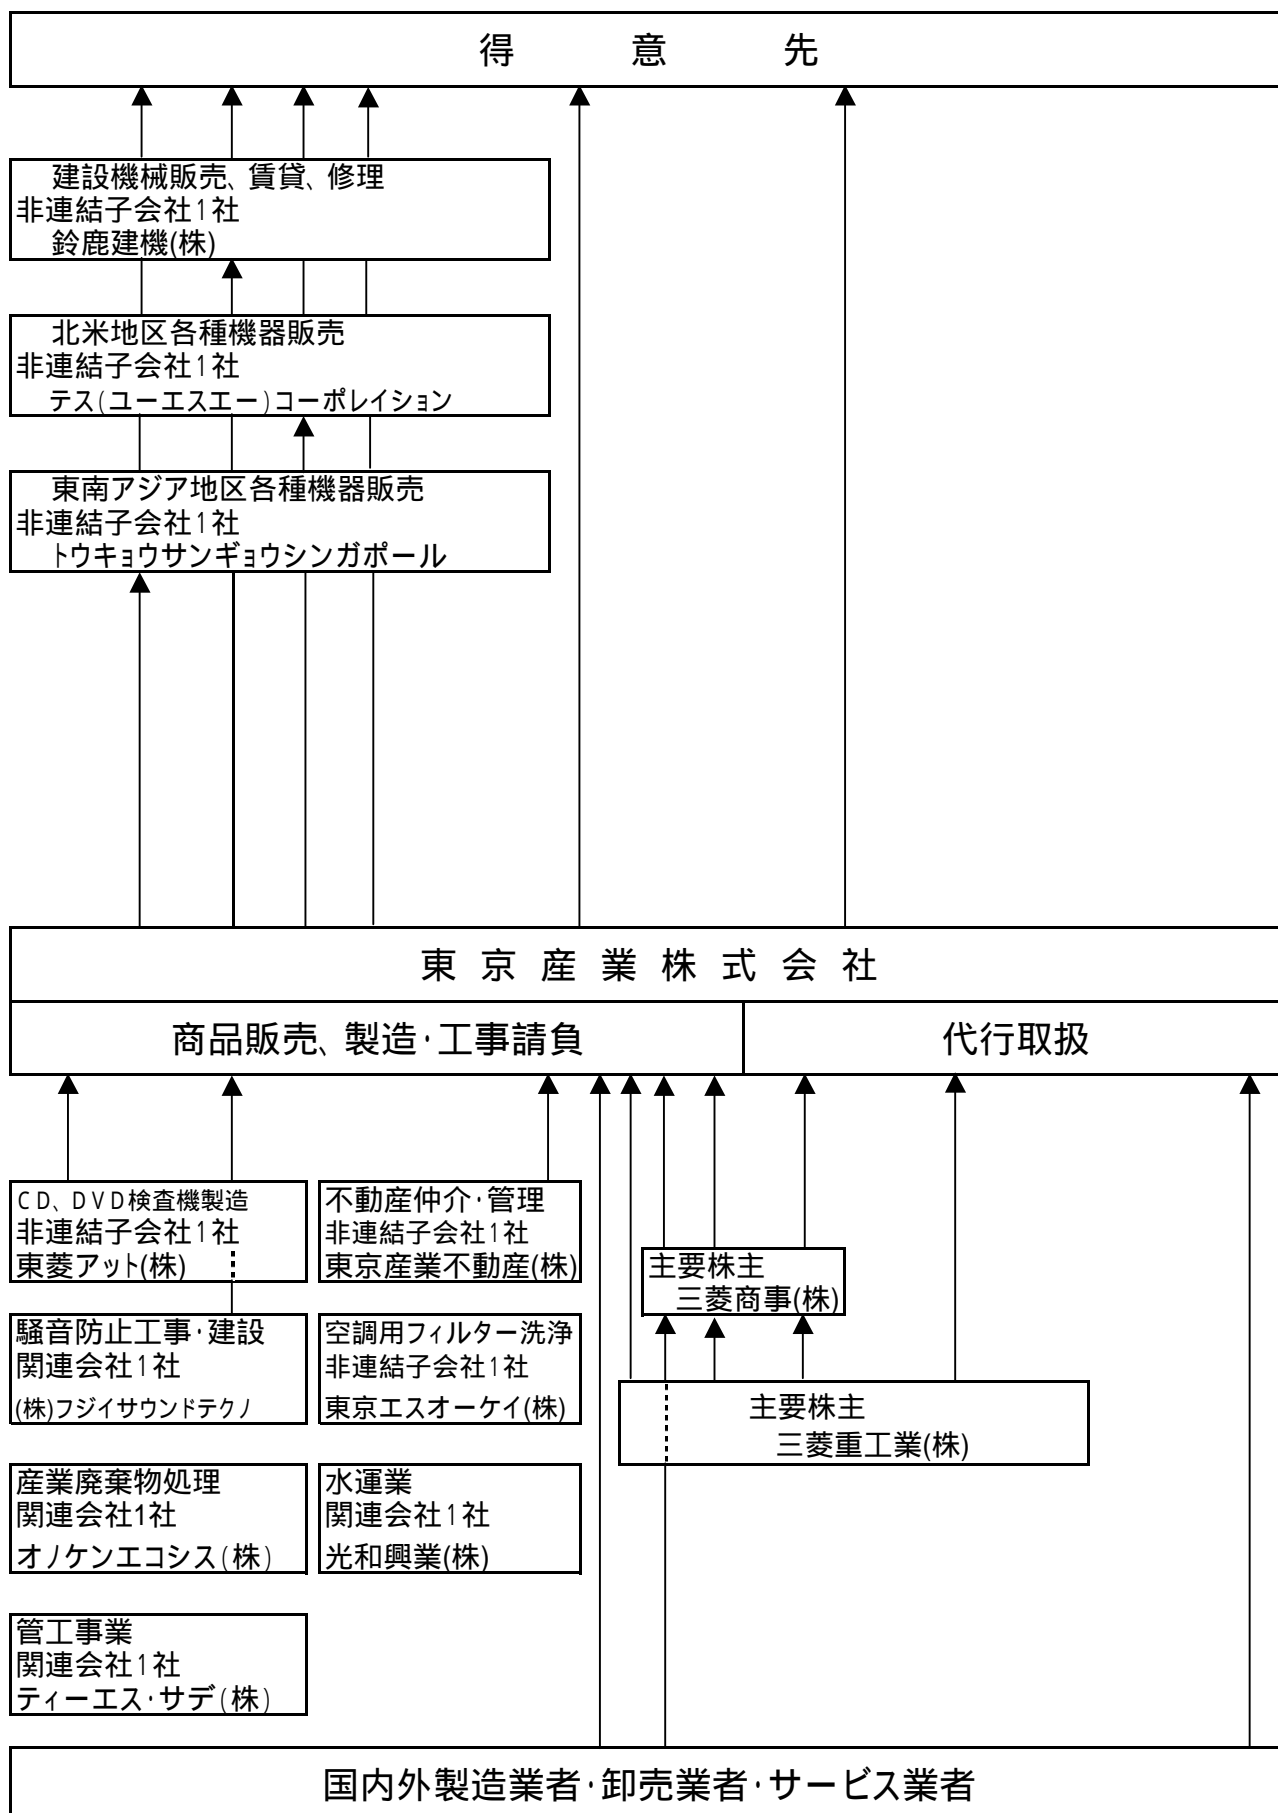 得意先
建設機械販売、賃貸、修理
非連結子会社1社
鈴鹿建機(株)
北米地区各種機器販売
非連結子会社1社
テス(ユーエスエー)コーポレイション
東南アジア地区各種機器販売
非連結子会社1社
トウキョウサンギョウシンガポール
東京産業株式会社
商品販売、製造・工事請負
代行取扱
CD、DVD検査機製造
非連結子会社1社
東菱アット(株)
不動産仲介・管理
非連結子会社1社
東京産業不動産(株)
主要株主
三菱商事(株)
騒音防止工事・建設
関連会社1社
(株)フジイサウンドテクノ
空調用フィルター洗浄
非連結子会社1社
東京エスオーケイ(株)
主要株主
三菱重工業(株)
産業廃棄物処理
関連会社1社
オノケンエコシス(株)
水運業
関連会社1社
光和興業(株)
管工事業
関連会社1社
ティーエス・サデ(株)
国内外製造業者・卸売業者・サービス業者